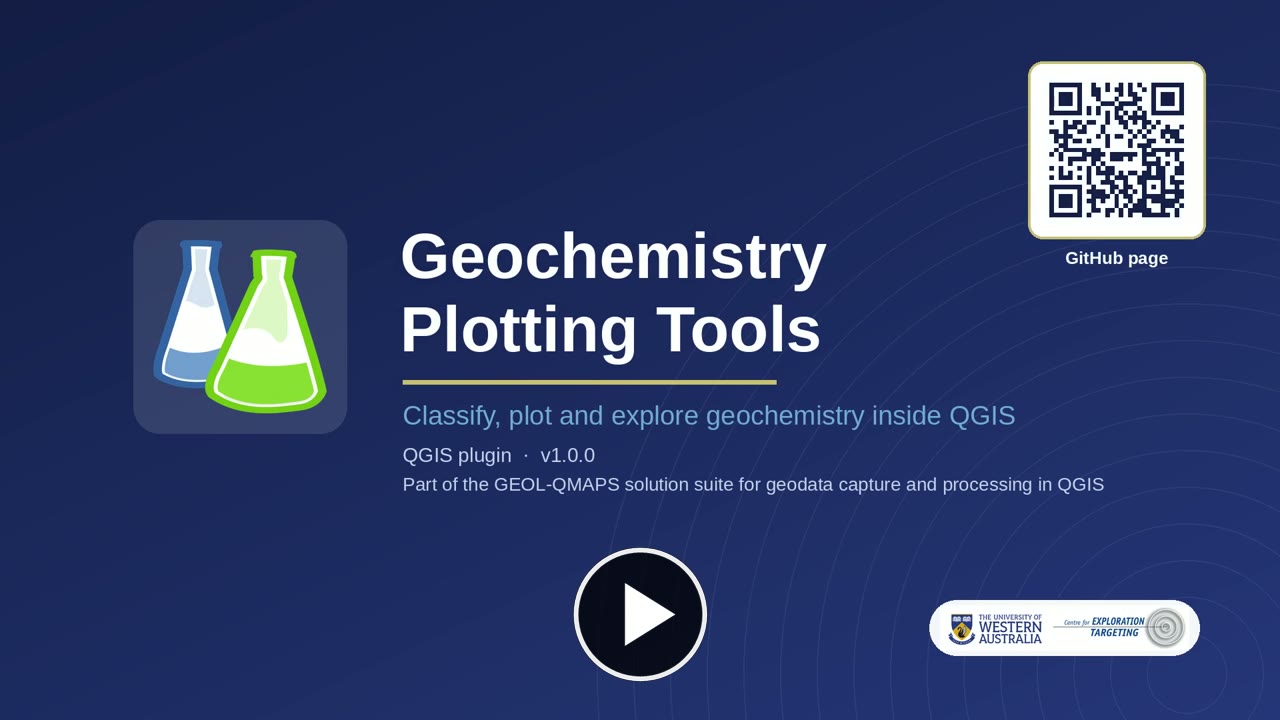 Geochemistry
Plotting Tools
Classify, plot and explore geochemistry inside QGIS
QGIS plugin · v1.0.0
Part of the GEOL-QMAPS solution suite for geodata capture and processing in QGIS
GitHub page
THE UNIVERSITY OF
WESTERN
AUSTRALIA
Centre for EXPLORATION
TARGETING